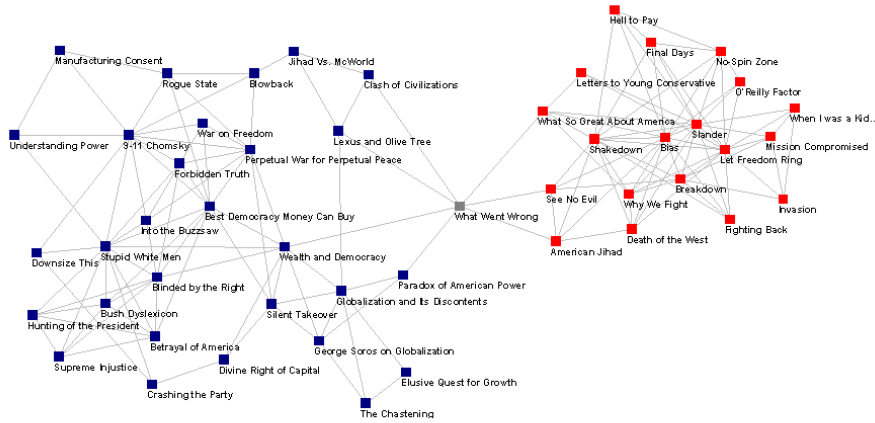 Hell to Pay
Final Days
No-Spin Zone
Manufacturing Consent
Jihad Vs. McWorld
Rogue State
Blowback
Clash of Civilizations
Letters to Young Conservative
O'Reilly Factor
What So Great About America
When I was a Kid..
Slander
Understanding Power
9-11 Chomsky
War on Freedom
Lexus and Olive Tree
Shakedown
Bias
Mission Compromised
Let Freedom Ring
Perpetual War for Perpetual Peace
Forbidden Truth
Breakdown
See No Evil
Why We Fight
Invasion
Best Democracy Money Can Buy
What Went Wrong
Into the Buzzsaw
Fighting Back
Death of the West
American Jihad
Downsize This
Stupid White Men
Wealth and Democracy
Blinded by the Right
Paradox of American Power
Globalization and Its Discontents
Bush Dyslexicon
Silent Takeover
Hunting of the President
Betrayal of America
George Soros on Globalization
Supreme Injustice
Divine Right of Capital
Elusive Quest for Growth
Crashing the Party
The Chastening